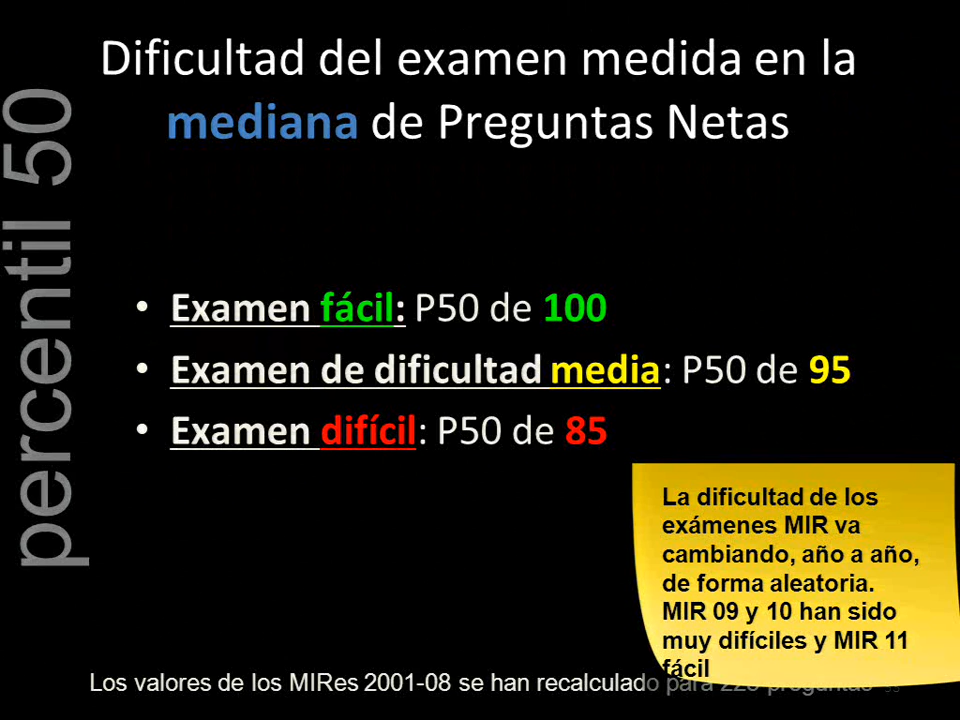 Dificultad del examen medida en la
mediana de Preguntas Netas
percentil 50
• Examen fácil: P50 de 100
• Examen de dificultad media: P50 de 95
• Examen difícil: P50 de 85
La dificultad de los
exámenes MIR va
cambiando, año a año,
de forma aleatoria.
MIR 09 y 10 han sido
muy difíciles y MIR 11
fácil
Los valores de los MIRes 2001-08 se han recalculado para preguntas